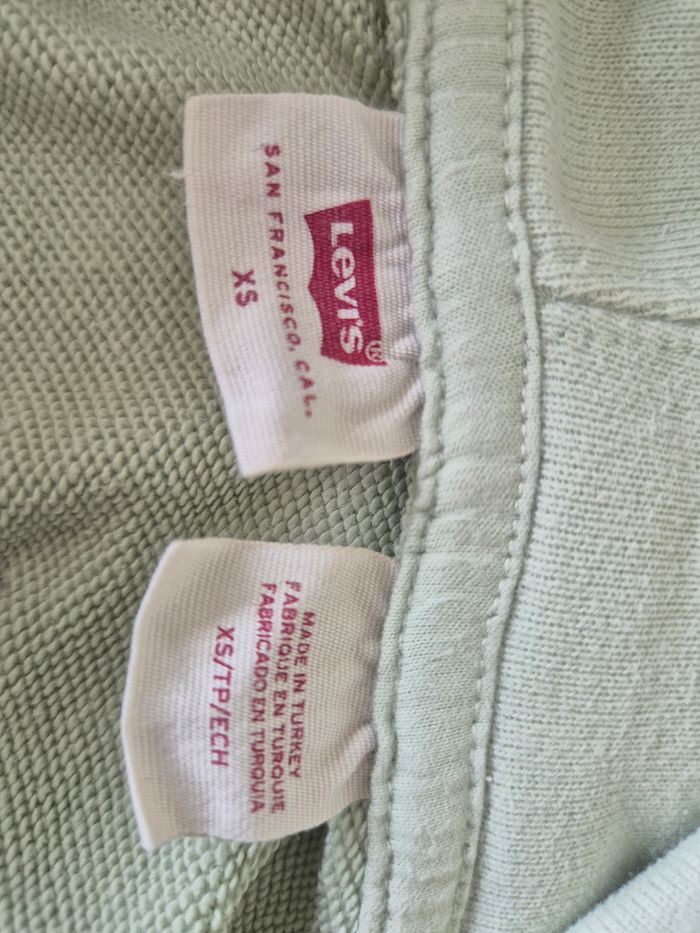 Levi's®
SAN FRANCISCO, CAL.
XS
MADE IN TURKEY
FABRIQUE EN TURQUIE
FABRICADO EN TURQUIA
XS/TP/ECH